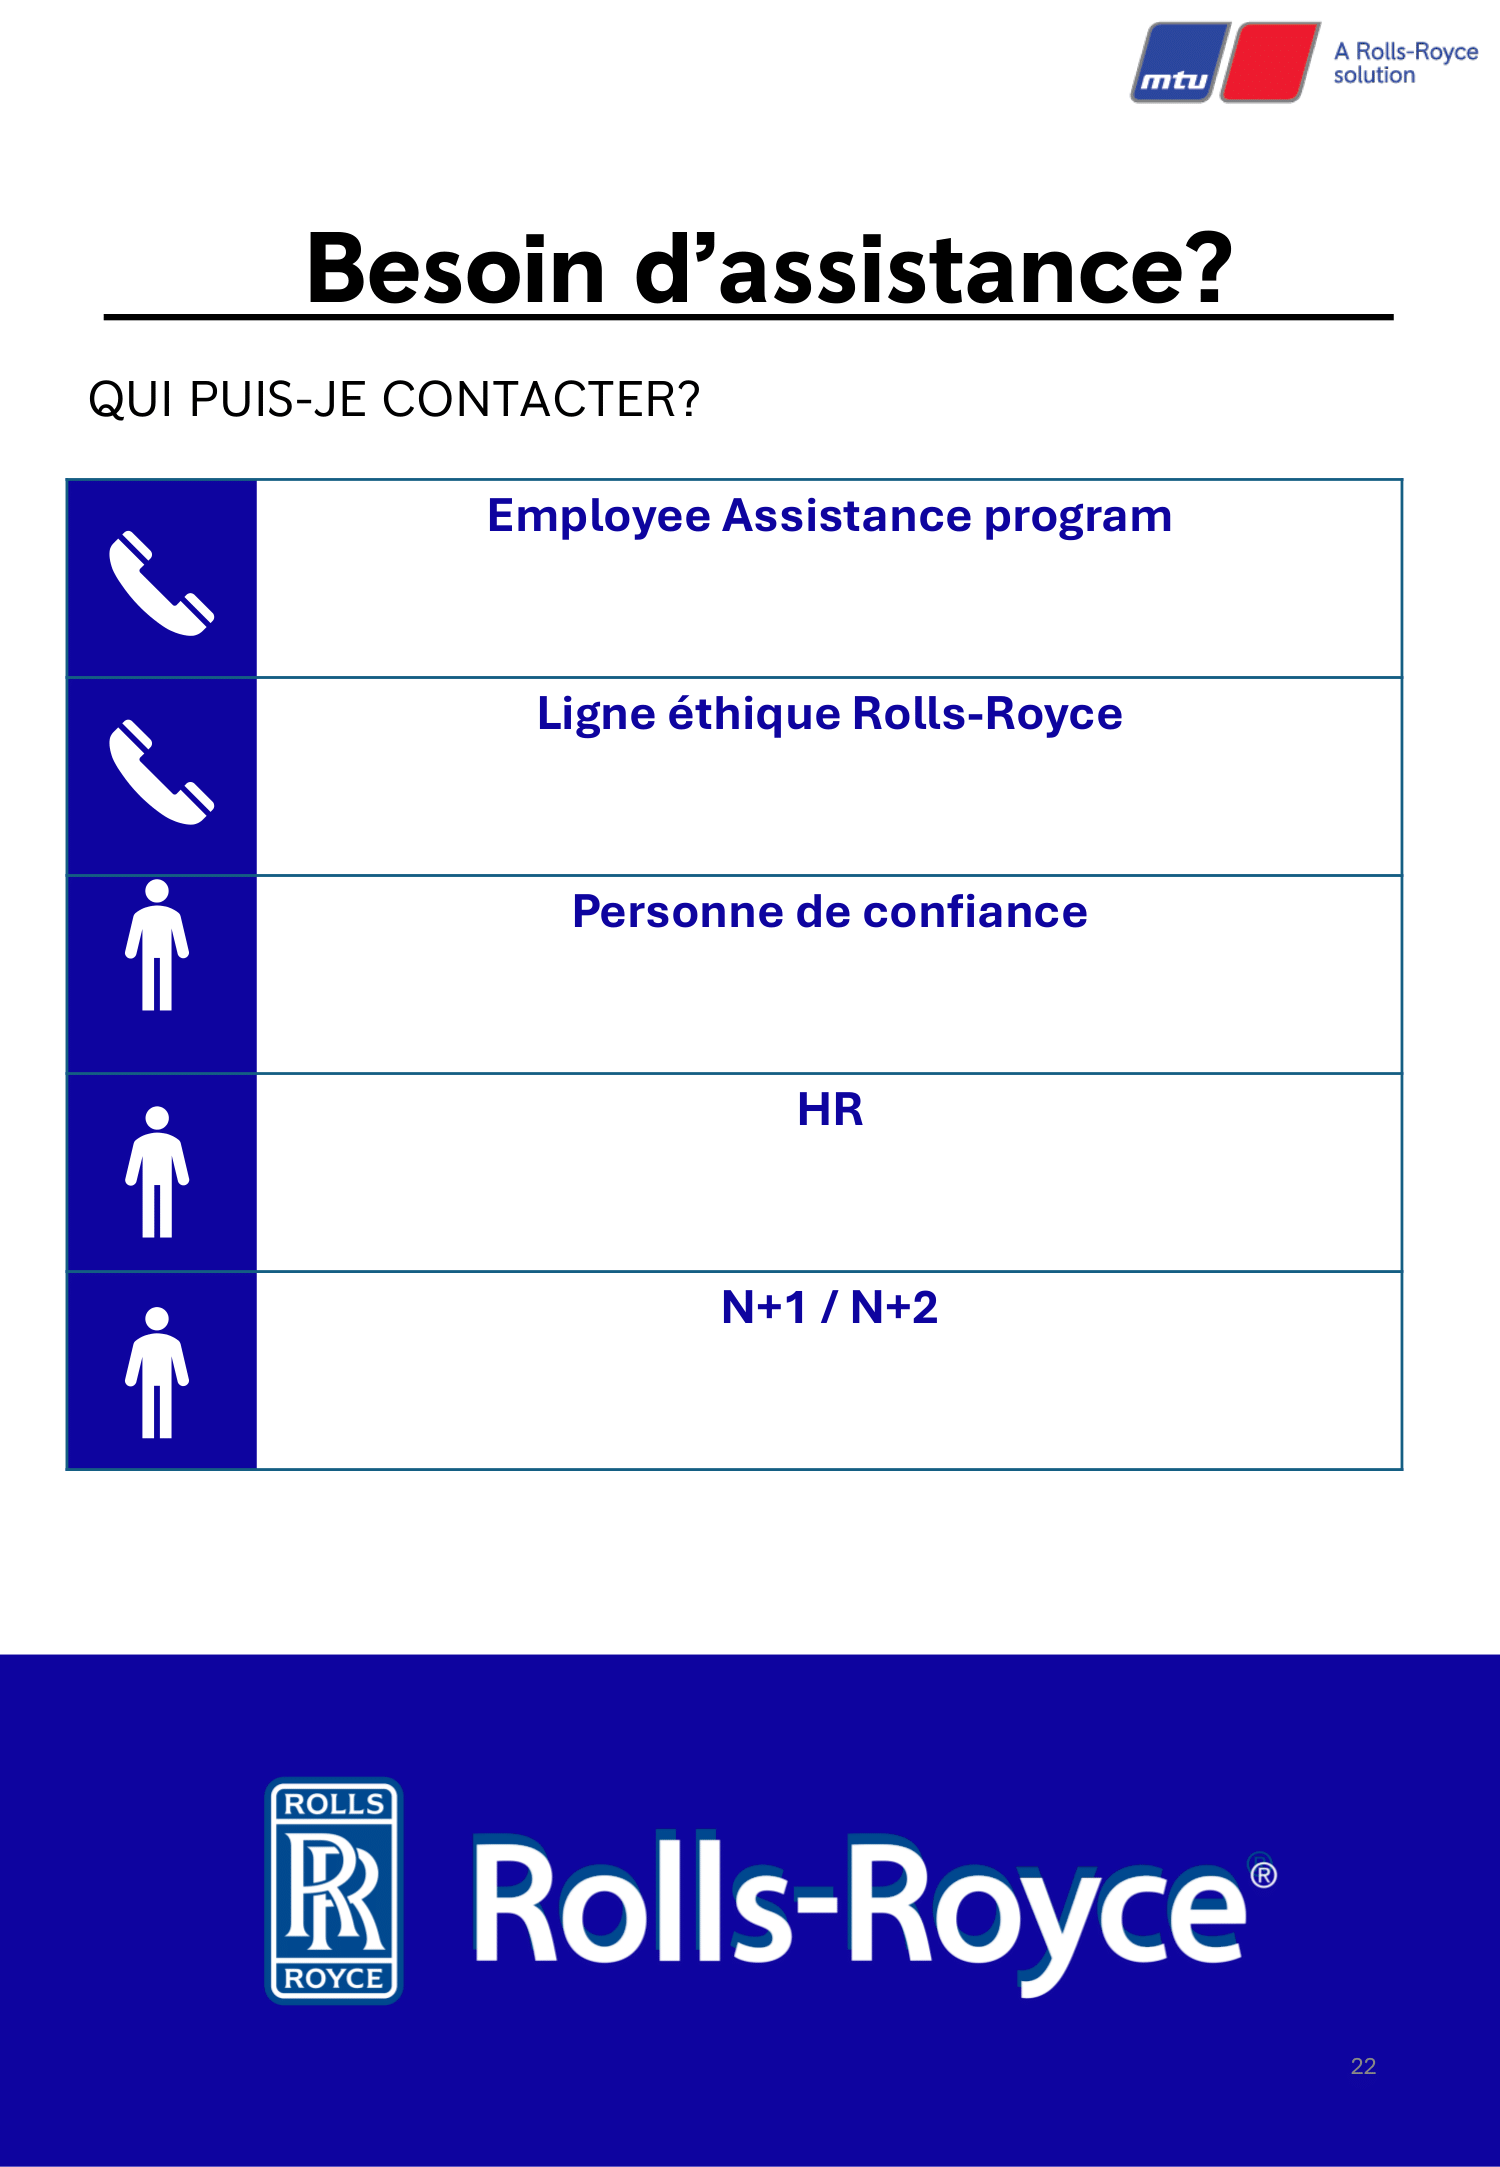 mtu
A Rolls-Royce
solution
Besoin d’assistance?
QUI PUIS-JE CONTACTER?
Employee Assistance program
Ligne éthique Rolls-Royce
Personne de confiance
HR
N+1 / N+2
ROLLS
RR
ROYCE
Rolls-Royce®
22